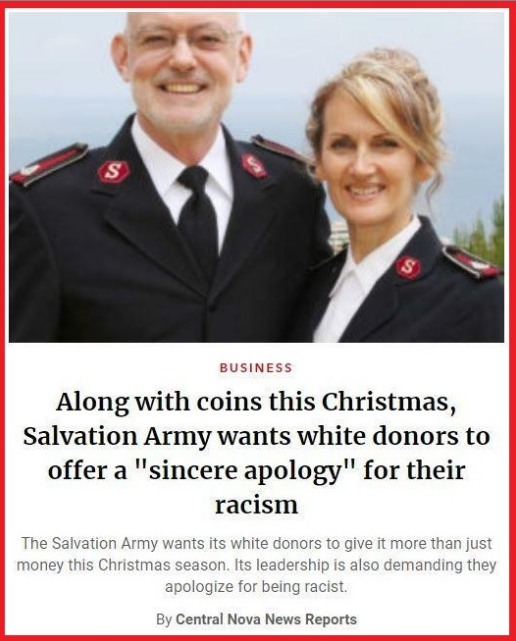 S
S
S
BUSINESS
Along with coins this Christmas,
Salvation Army wants white donors to
offer a "sincere apology" for their
racism
The Salvation Army wants its white donors to give it more than just
money this Christmas season. Its leadership is also demanding they
apologize for being racist.
By Central Nova News Reports